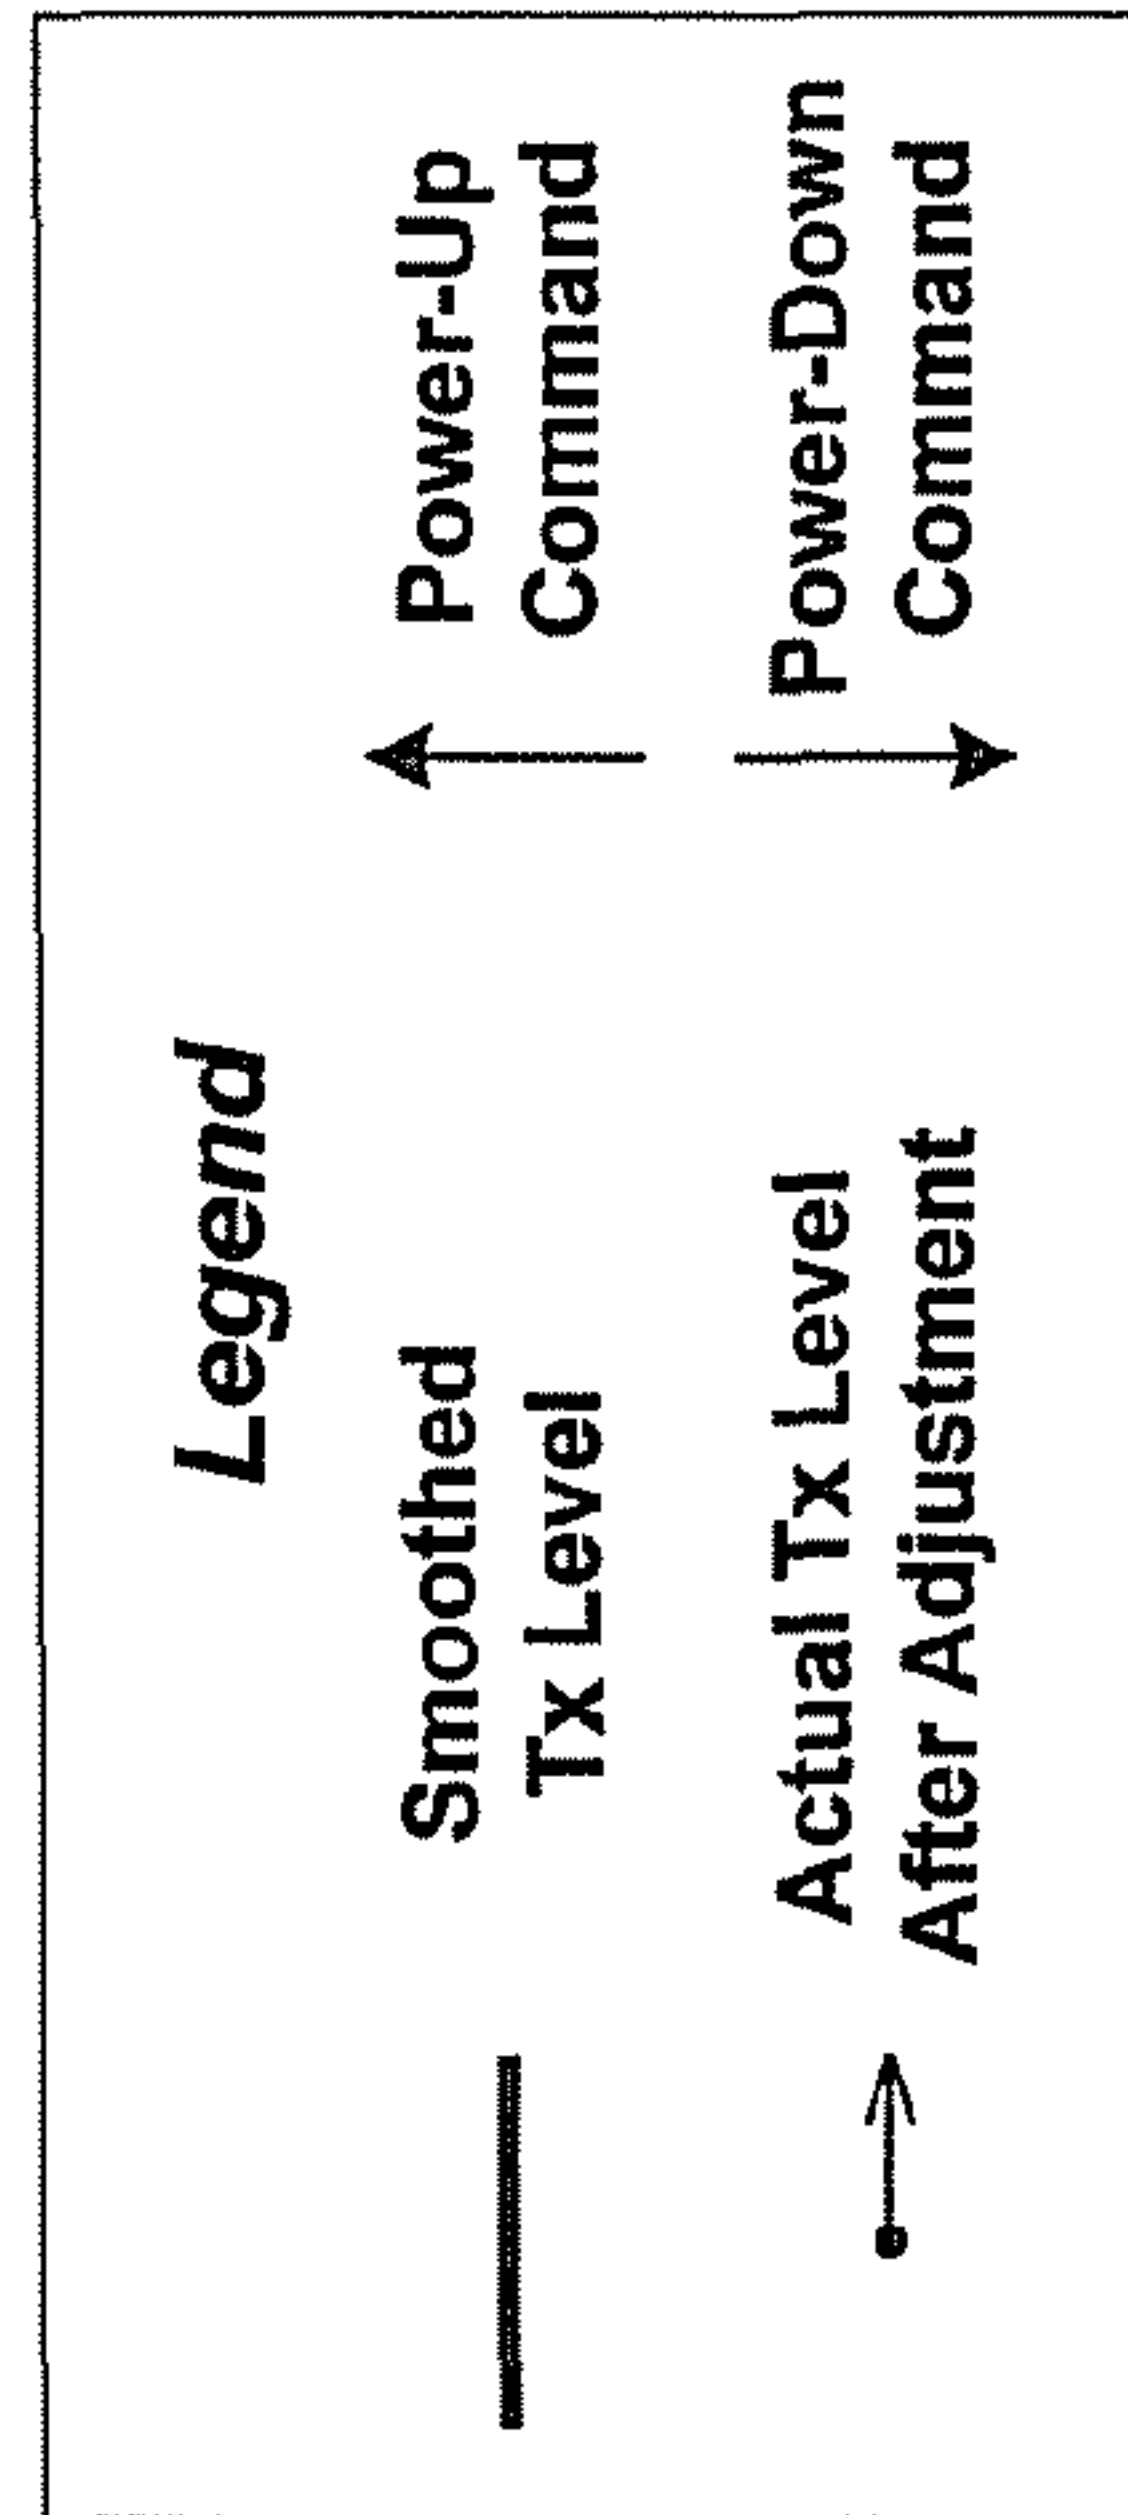 Legend
Smoothed
Tx Level
Actual Tx Level
After Adjustment
Power-Up
Command
Power-Down
Command